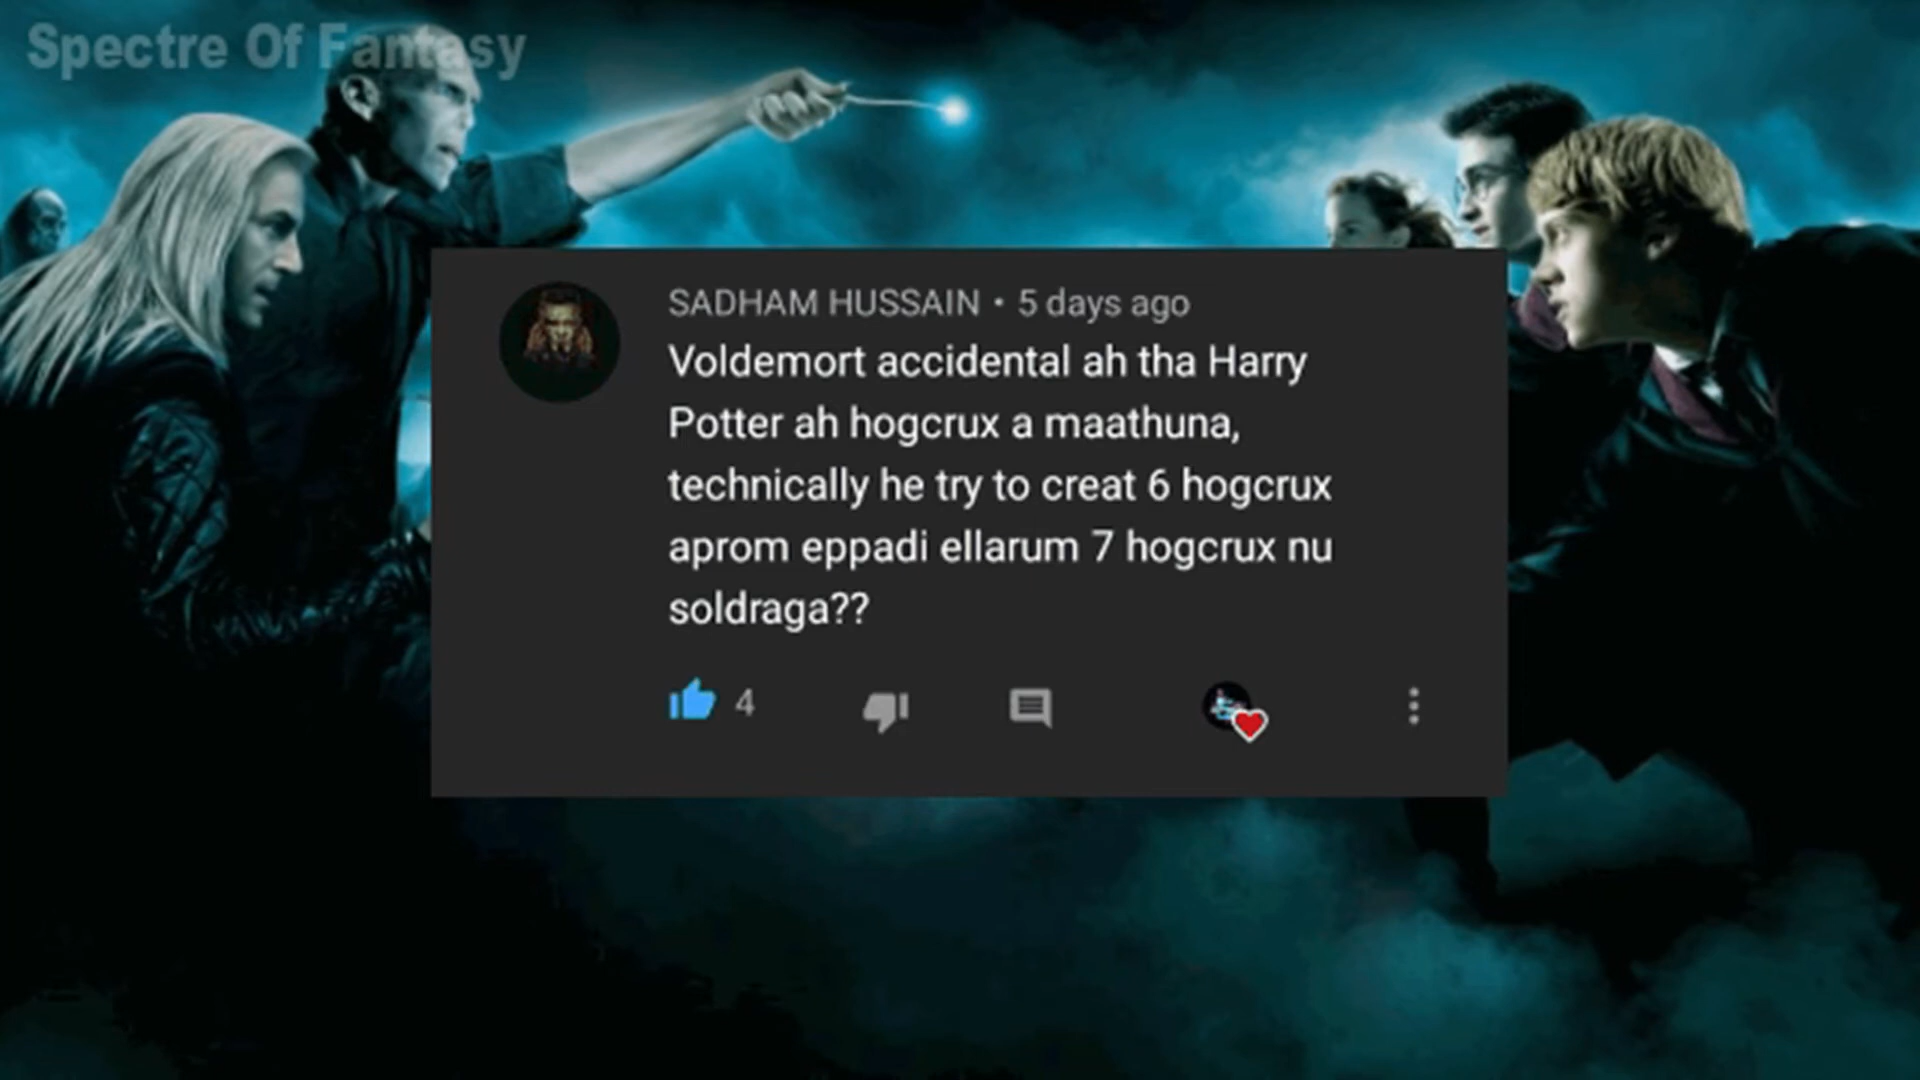 Spectre Of Fantasy
SADHAM HUSSAIN • 5 days ago
Voldemort accidental ah tha Harry
Potter ah hogcrux a maathuna,
technically he try to creat 6 hogcrux
aprom eppadi ellarum 7 hogcrux nu
soldraga??
4